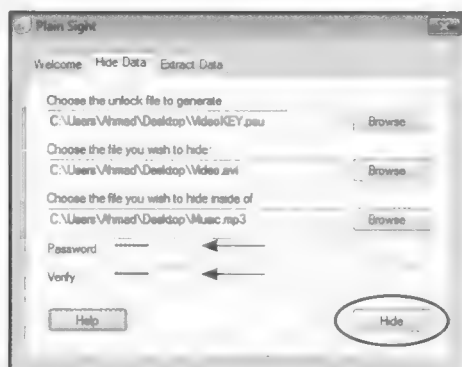 Plain Sight
Welcome Hide Data Extract Data
Choose the unlock file to generate
C:\Users\Ahmed\Desktop\VideoKEY.psu Browse
Choose the file you wish to hide:
C:\Users\Ahmed\Desktop\Video.avi Browse
Choose the file you wish to hide inside of
C:\Users\Ahmed\Desktop\Music.mp3 Browse
Password
Verify
Help Hide